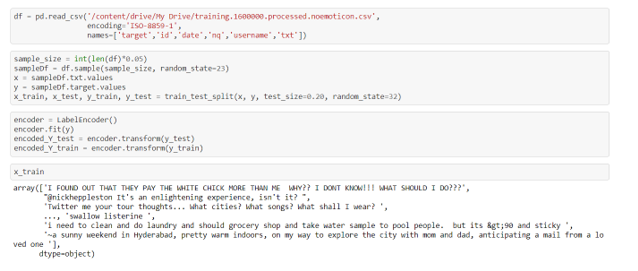 df = pd.read_csv('/content/drive/My Drive/training.1600000.processed.noemoticon.csv',
encoding='ISO-8859-1',
names=['target','id','date','nq','username','txt'])
sample_size = int(len(df)*0.05)
sampleDf = df.sample(sample_size, random_state=23)
x = sampleDf.txt.values
y = sampleDf.target.values
x_train, x_test, y_train, y_test = train_test_split(x, y, test_size=0.20, random_state=32)
encoder = LabelEncoder()
encoder.fit(y)
encoded_Y_test = encoder.transform(y_test)
encoded_Y_train = encoder.transform(y_train)
x_train
array(['I FOUND OUT THAT THEY PAY THE WHITE CHICK MORE THAN ME  WHY?? I DONT KNOW!!! WHAT SHOULD I DO???',
"@nickheppleston It's an enlightening experience, isn't it? ",
'Twitter me your tour thoughts... What cities? What songs? What shall I wear? ',
..., 'swallow listerine ',
'i need to clean and do laundry and should grocery shop and take water sample to pool people.  but its &gt;90 and sticky ',
'~a sunny weekend in Hyderabad, pretty warm indoors, on my way to explore the city with mom and dad, anticipating a mail from a lo
ved one '],
dtype=object)